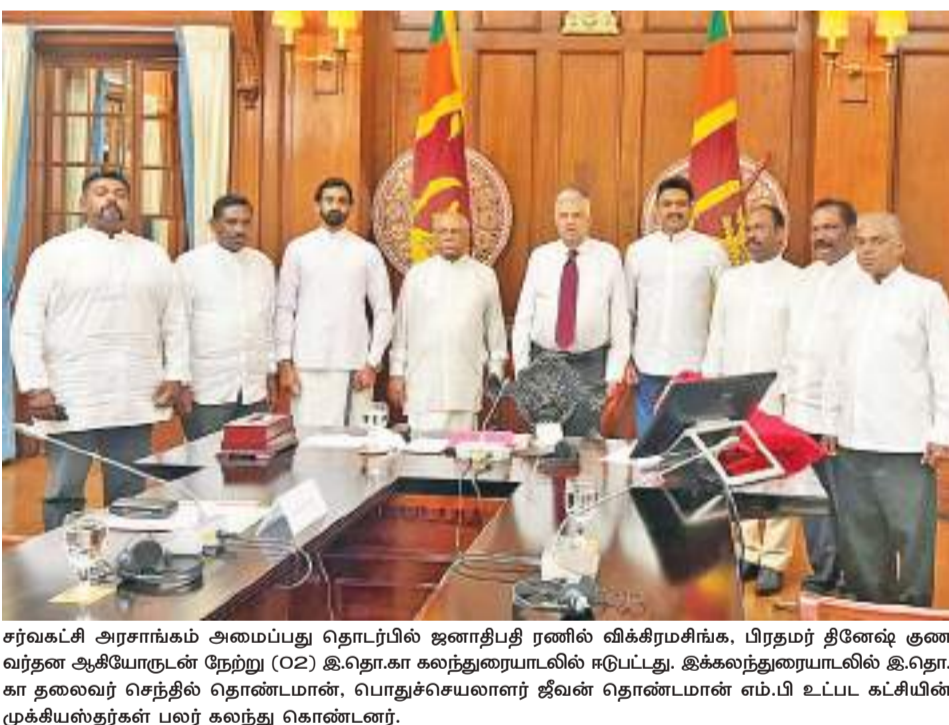 சர்வகட்சி அரசாங்கம் அமைப்பது தொடர்பில் ஜனாதிபதி ரணில் விக்கிரமசிங்க, பிரதமர் தினேஷ் குண
வர்தன ஆகியோருடன் நேற்று (02) இ.தொ.கா கலந்துரையாடலில் ஈடுபட்டது. இக்கலந்துரையாடலில் இ.தொ.
கா தலைவர் செந்தில் தொண்டமான், பொதுச்செயலாளர் ஜீவன் தொண்டமான் எம்.பி உட்பட கட்சியின்
முக்கியஸ்தர்கள் பலர் கலந்து கொண்டனர்.